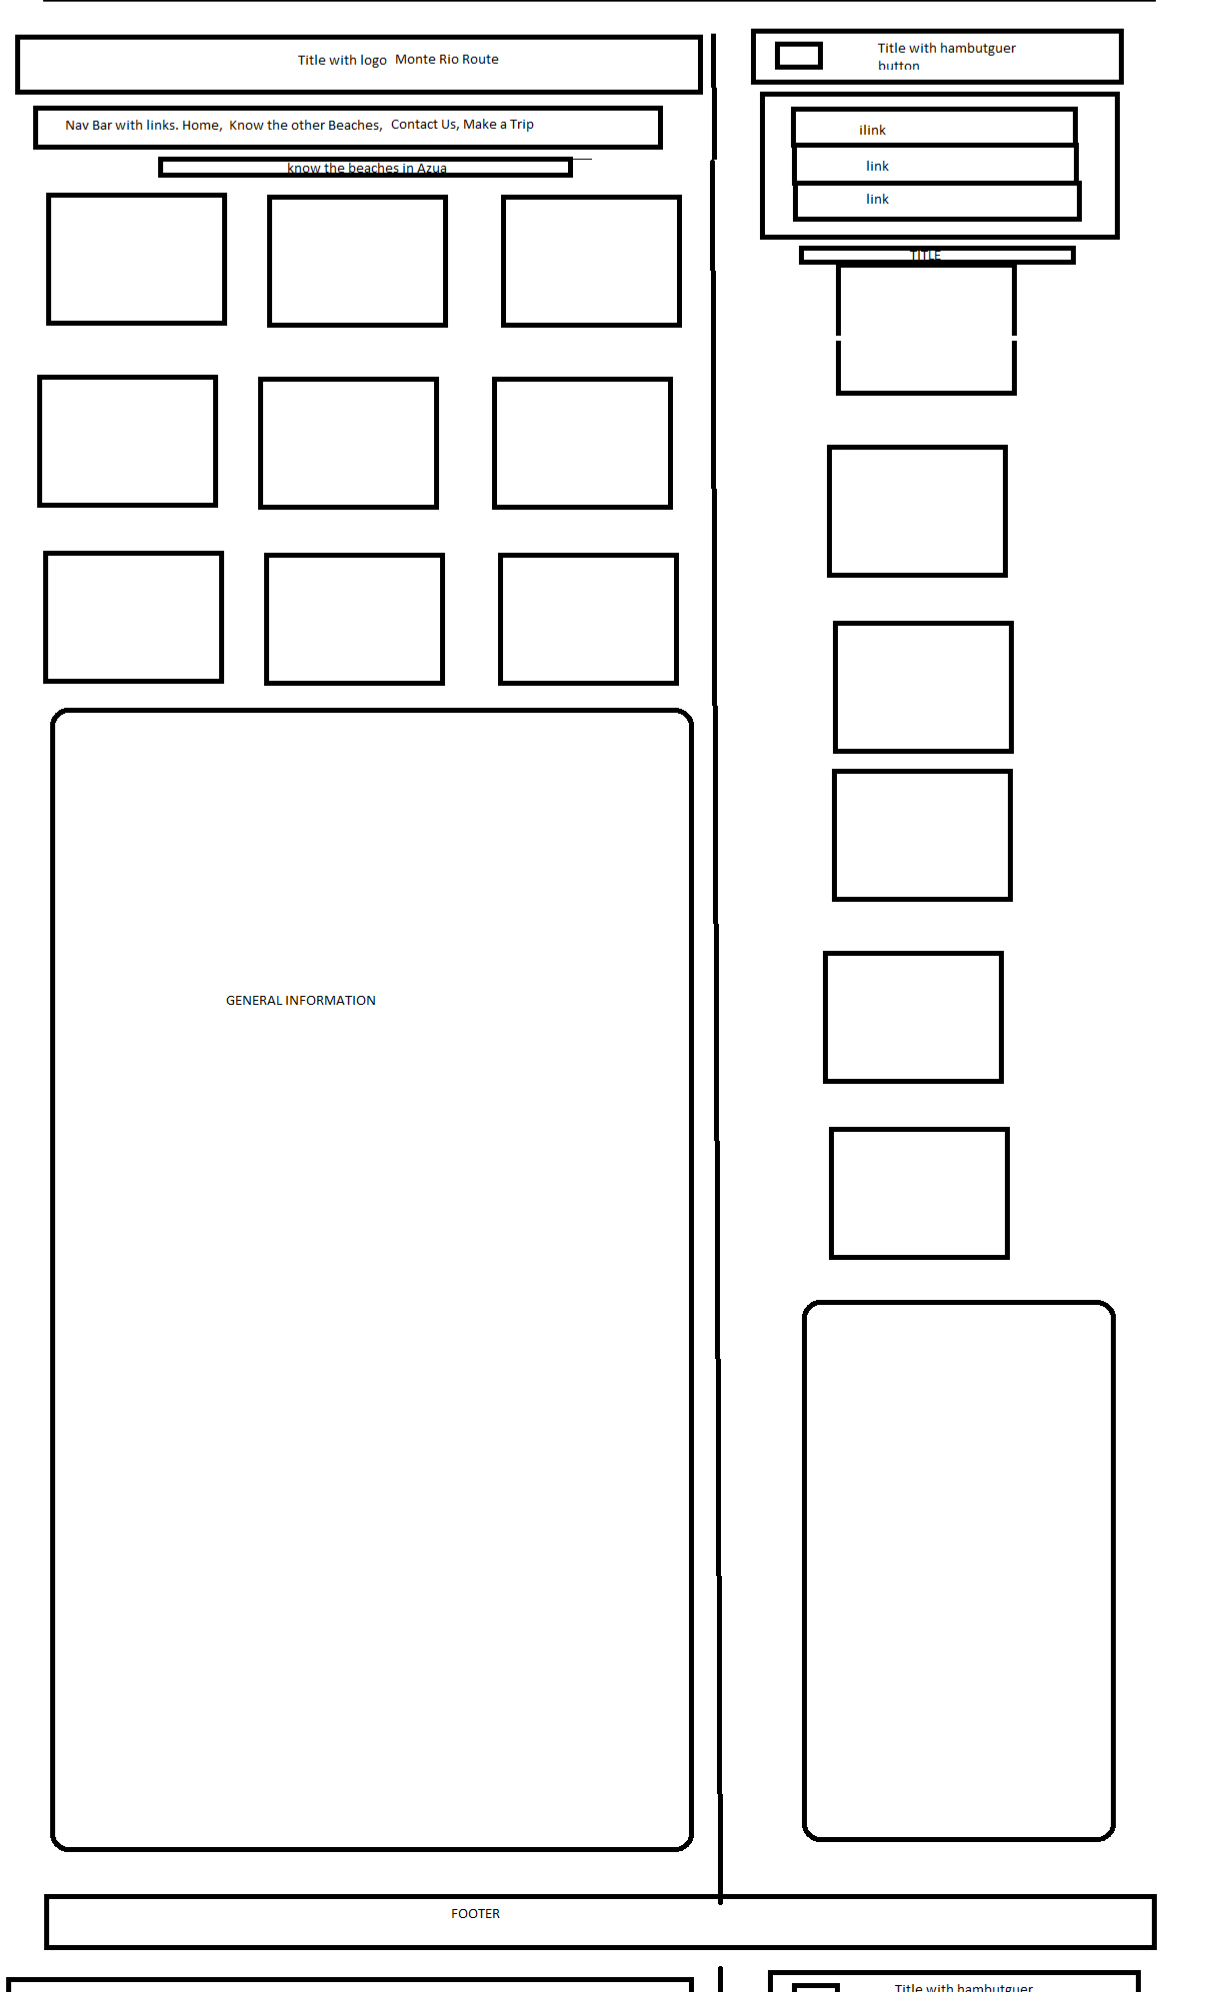 Title with logo Monte Rio Route
Nav Bar with links. Home, Know the other Beaches, Contact Us, Make a Trip
know the beaches in Azua
GENERAL INFORMATION
Title with hambutguer
button
ilink
link
link
TITLE
FOOTER
Title with hambutguer